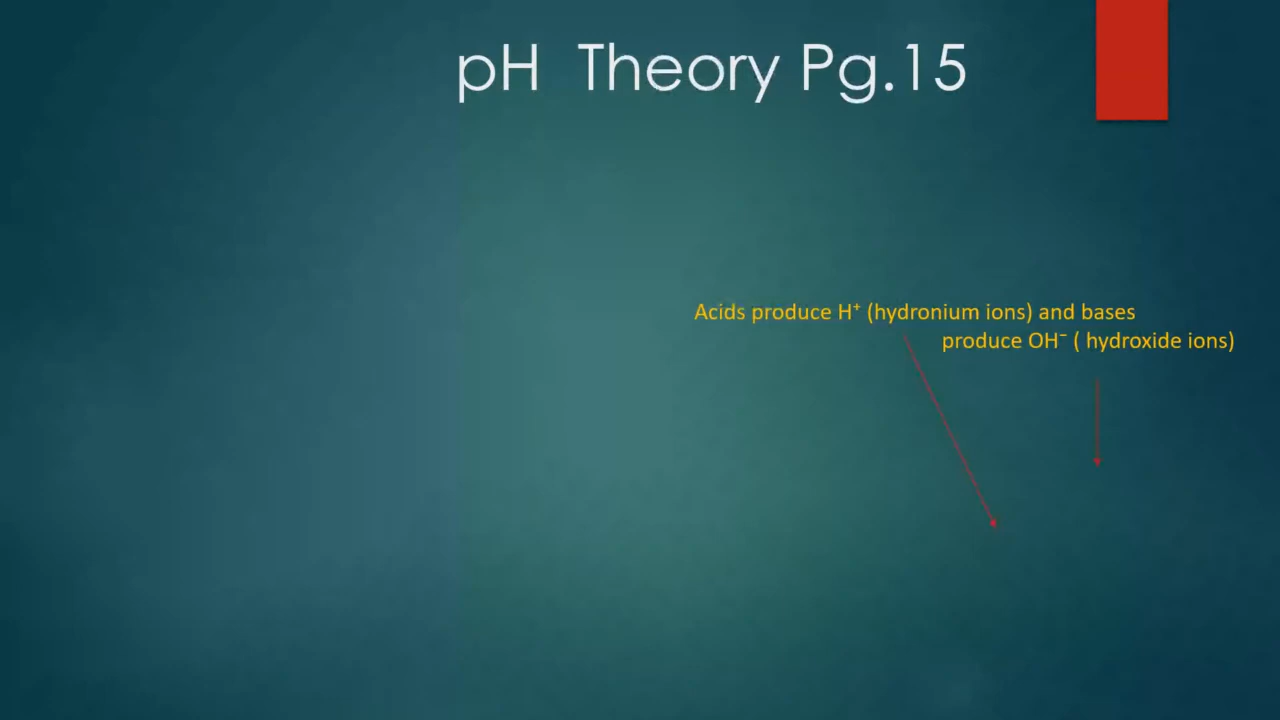 pH  Theory Pg.15
Acids produce H⁺ (hydronium ions) and bases
produce OH⁻ ( hydroxide ions)